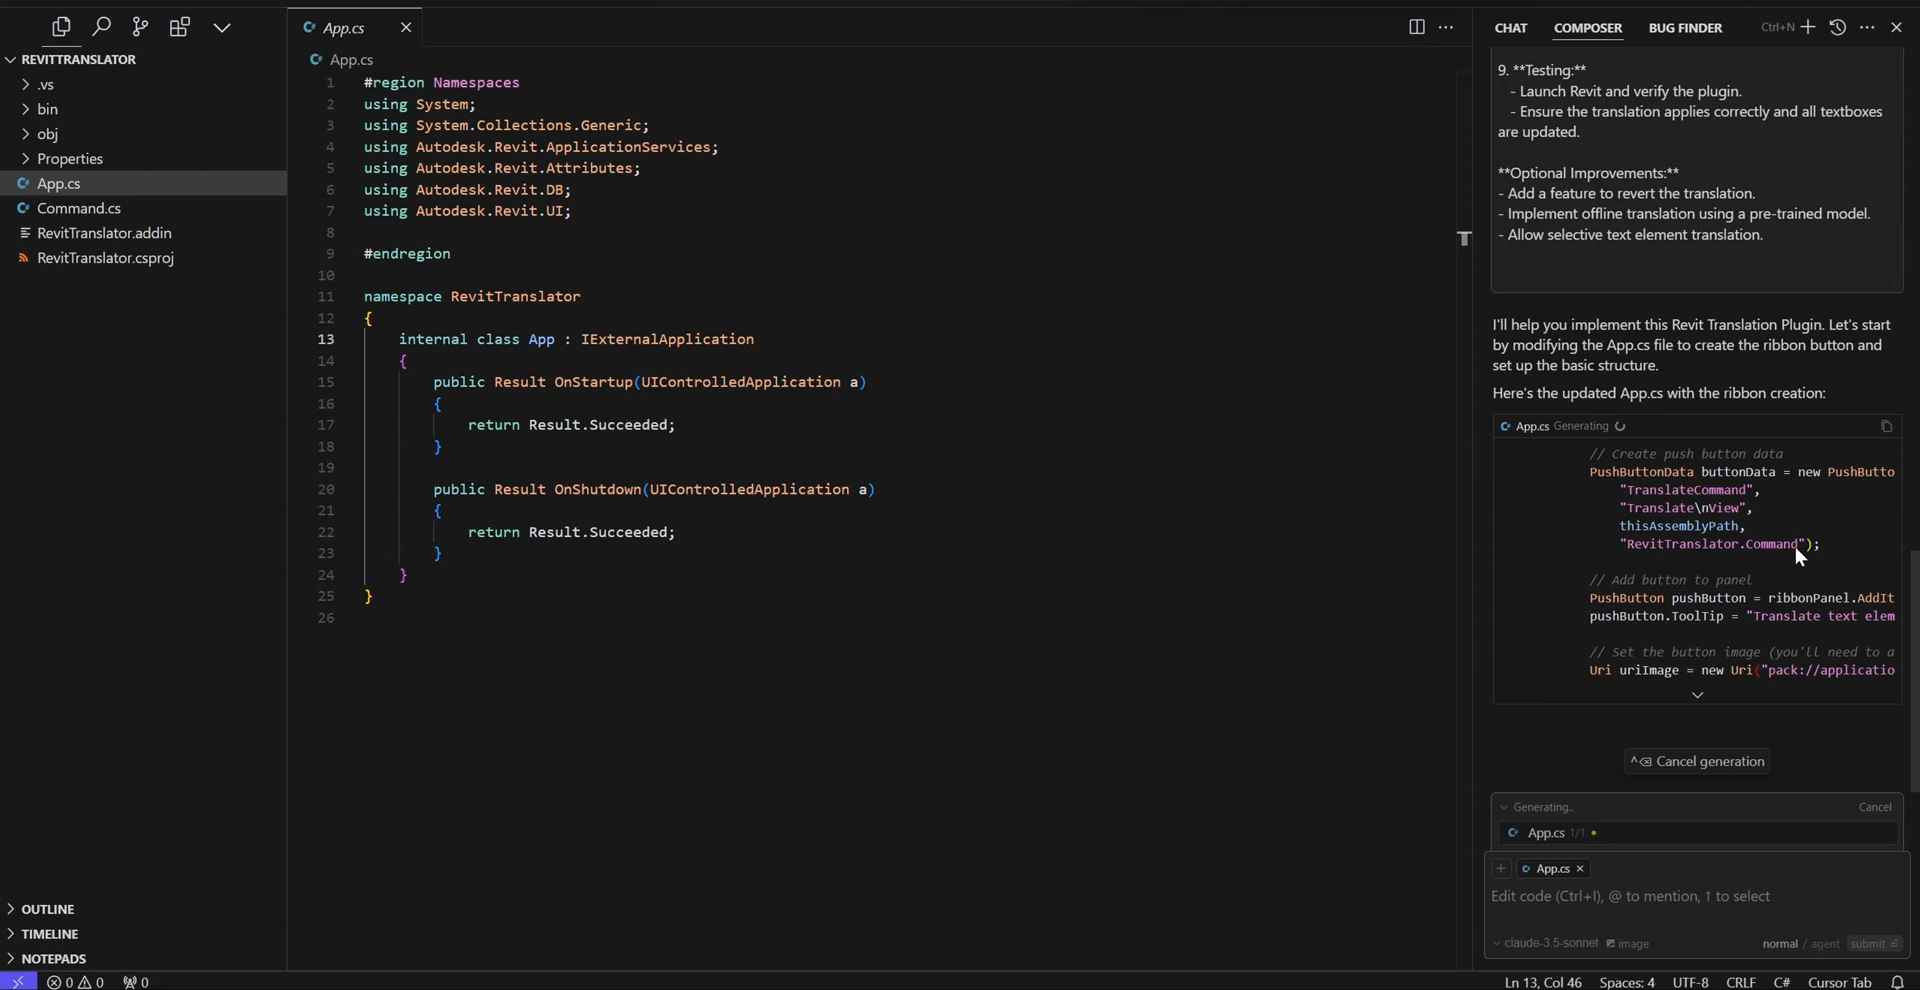 REVITTRANSLATOR
.vs
bin
obj
Properties
App.cs
Command.cs
RevitTranslator.addin
RevitTranslator.csproj
OUTLINE
TIMELINE
NOTEPADS
App.cs
App.cs
1 #region Namespaces
2 using System;
3 using System.Collections.Generic;
4 using Autodesk.Revit.ApplicationServices;
5 using Autodesk.Revit.Attributes;
6 using Autodesk.Revit.DB;
7 using Autodesk.Revit.UI;
8
9 #endregion
10
11 namespace RevitTranslator
12 {
13 internal class App : IExternalApplication
14 {
15 public Result OnStartup(UIControlledApplication a)
16 {
17 return Result.Succeeded;
18 }
19
20 public Result OnShutdown(UIControlledApplication a)
21 {
22 return Result.Succeeded;
23 }
24 }
25 }
26
CHAT COMPOSER BUG FINDER Ctrl+N
9. **Testing:**
- Launch Revit and verify the plugin.
- Ensure the translation applies correctly and all textboxes
are updated.
**Optional Improvements:**
- Add a feature to revert the translation.
- Implement offline translation using a pre-trained model.
- Allow selective text element translation.
I'll help you implement this Revit Translation Plugin. Let's start
by modifying the App.cs file to create the ribbon button and
set up the basic structure.
Here's the updated App.cs with the ribbon creation:
App.cs Generating
// Create push button data
PushButtonData buttonData = new PushButto
"TranslateCommand",
"Translate\nView",
thisAssemblyPath,
"RevitTranslator.Command");
// Add button to panel
PushButton pushButton = ribbonPanel.AddIt
pushButton.ToolTip = "Translate text elem
// Set the button image (you'll need to a
Uri uriImage = new Uri("pack://applicatio
Cancel generation
Generating.. Cancel
App.cs 1/1
App.cs
Edit code (Ctrl+I), @ to mention, ↑ to select
claude-3.5-sonnet image normal / agent submit
0 0 0 Ln 13, Col 46 Spaces: 4 UTF-8 CRLF C# Cursor Tab